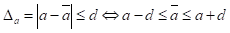 Δₐ = |a − a̅| ≤ d ⇔ a − d ≤ a̅ ≤ a + d